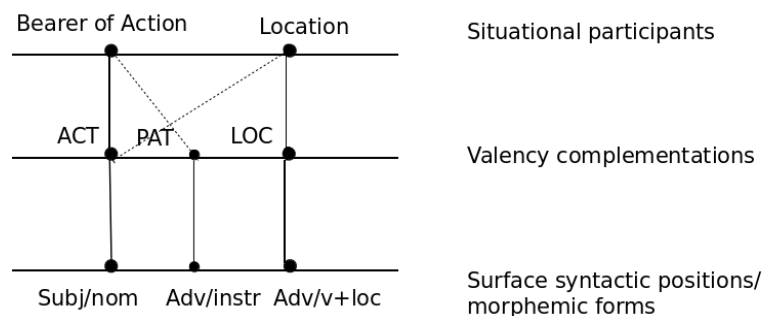 Bearer of Action Location Situational participants
ACT PAT LOC Valency complementations
Subj/nom Adv/instr Adv/v+loc Surface syntactic positions/
morphemic forms